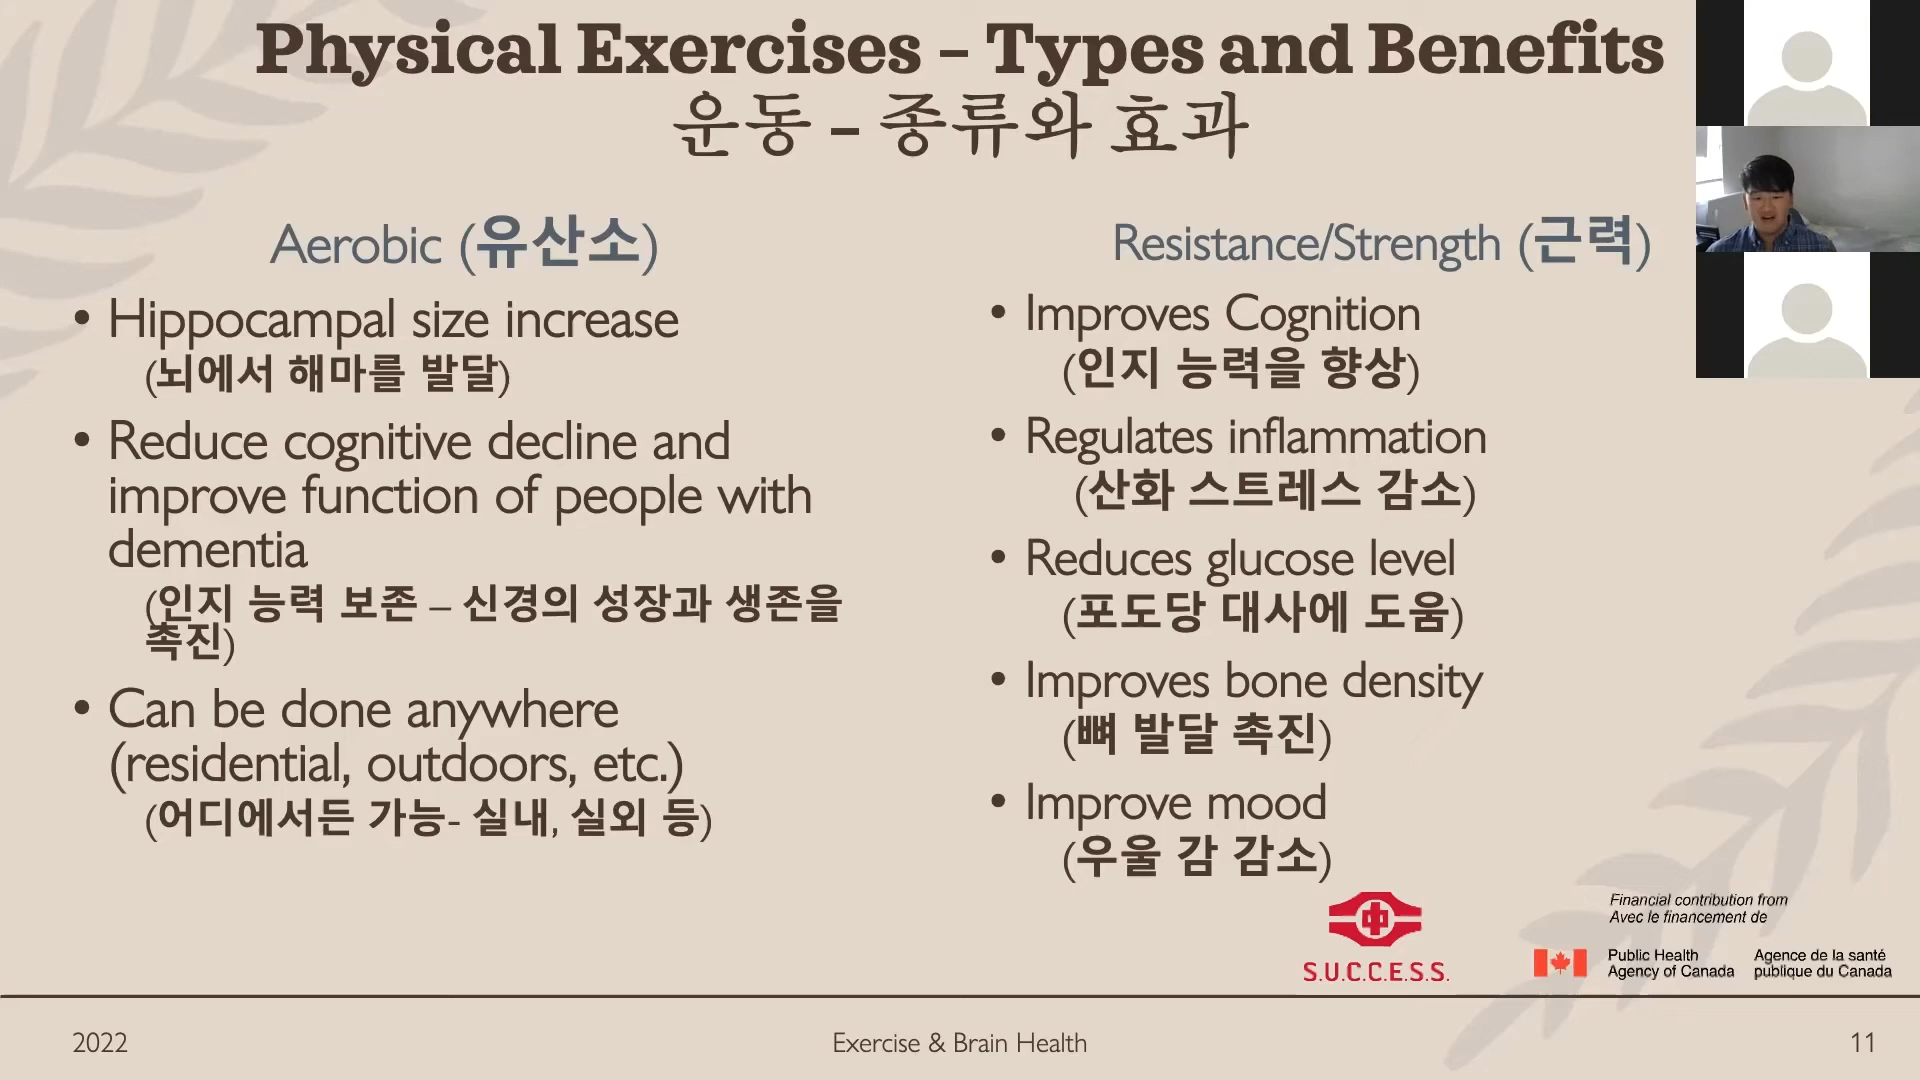 Physical Exercises – Types and Benefits
운동 – 종류와 효과
Aerobic (유산소)
• Hippocampal size increase
(뇌에서 해마를 발달)
• Reduce cognitive decline and
improve function of people with
dementia
(인지 능력 보존 – 신경의 성장과 생존을
촉진)
• Can be done anywhere
(residential, outdoors, etc.)
(어디에서든 가능- 실내, 실외 등)
Resistance/Strength (근력)
• Improves Cognition
(인지 능력을 향상)
• Regulates inflammation
(산화 스트레스 감소)
• Reduces glucose level
(포도당 대사에 도움)
• Improves bone density
(뼈 발달 촉진)
• Improve mood
(우울 감 감소)
中
S.U.C.C.E.S.S.
Financial contribution from
Avec le financement de
Public Health
Agency of Canada
Agence de la santé
publique du Canada
2022
Exercise & Brain Health
11